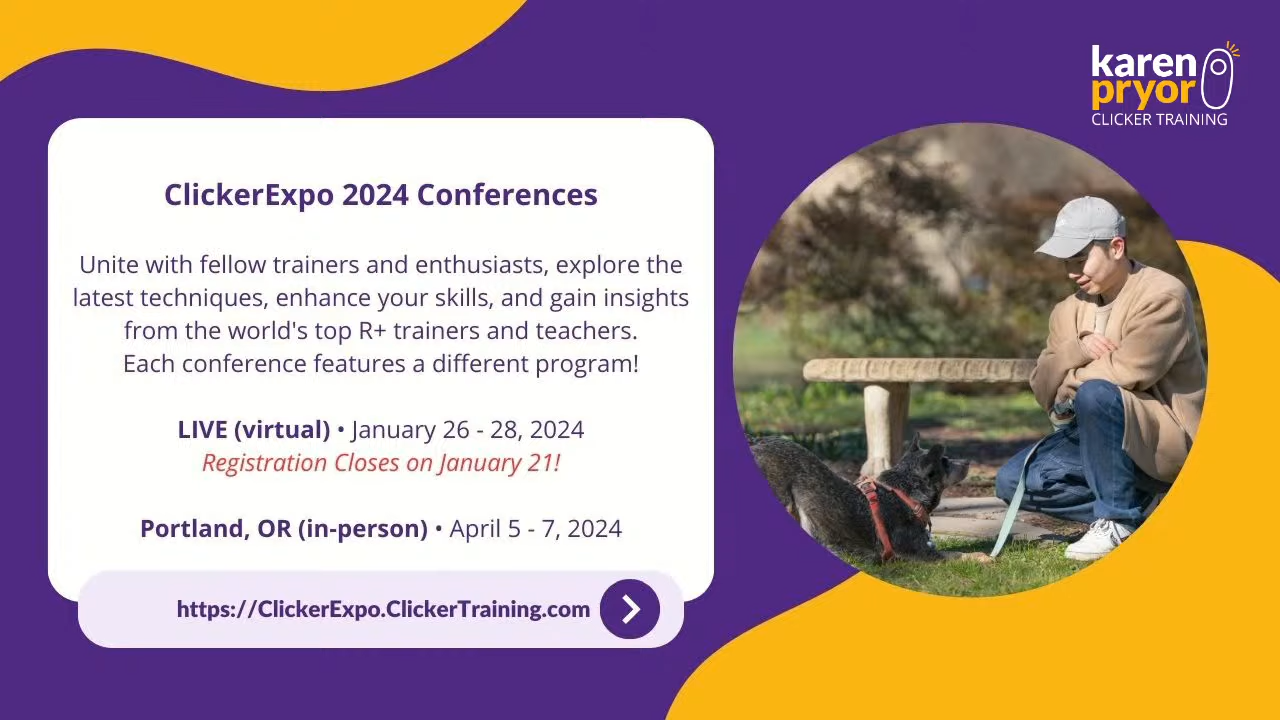 karen
pryor
CLICKER TRAINING
ClickerExpo 2024 Conferences
Unite with fellow trainers and enthusiasts, explore the
latest techniques, enhance your skills, and gain insights
from the world's top R+ trainers and teachers.
Each conference features a different program!
LIVE (virtual) • January 26 - 28, 2024
Registration Closes on January 21!
Portland, OR (in-person) • April 5 - 7, 2024
https://ClickerExpo.ClickerTraining.com